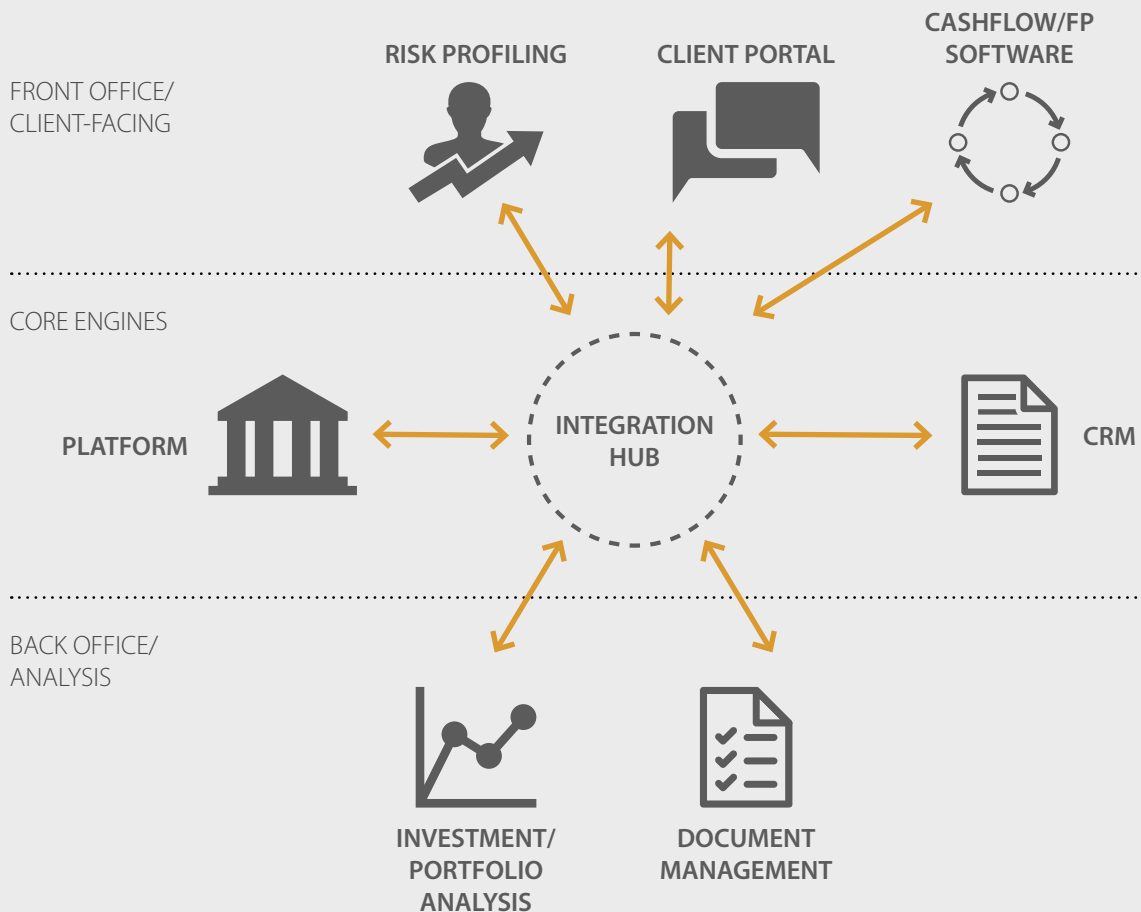 CASHFLOW/FP
SOFTWARE
RISK PROFILING
CLIENT PORTAL
FRONT OFFICE/
CLIENT-FACING
CORE ENGINES
PLATFORM
INTEGRATION
HUB
CRM
BACK OFFICE/
ANALYSIS
INVESTMENT/
PORTFOLIO
ANALYSIS
DOCUMENT
MANAGEMENT